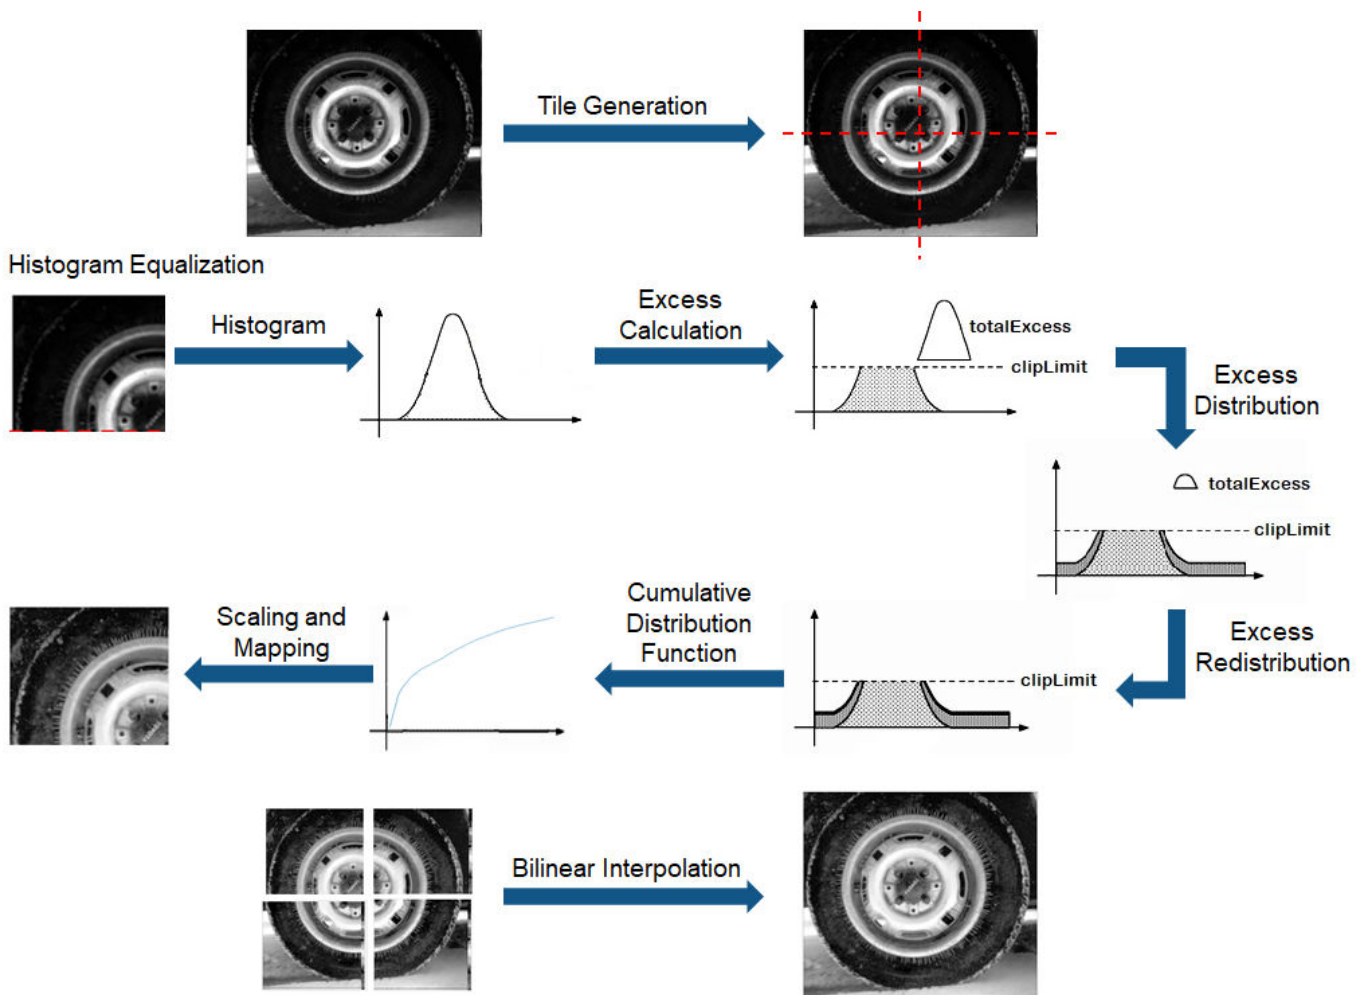 Tile Generation
Histogram Equalization
Histogram
Excess
Calculation
totalExcess
clipLimit
Excess
Distribution
totalExcess
clipLimit
Scaling and
Mapping
Cumulative
Distribution
Function
clipLimit
Excess
Redistribution
Bilinear Interpolation